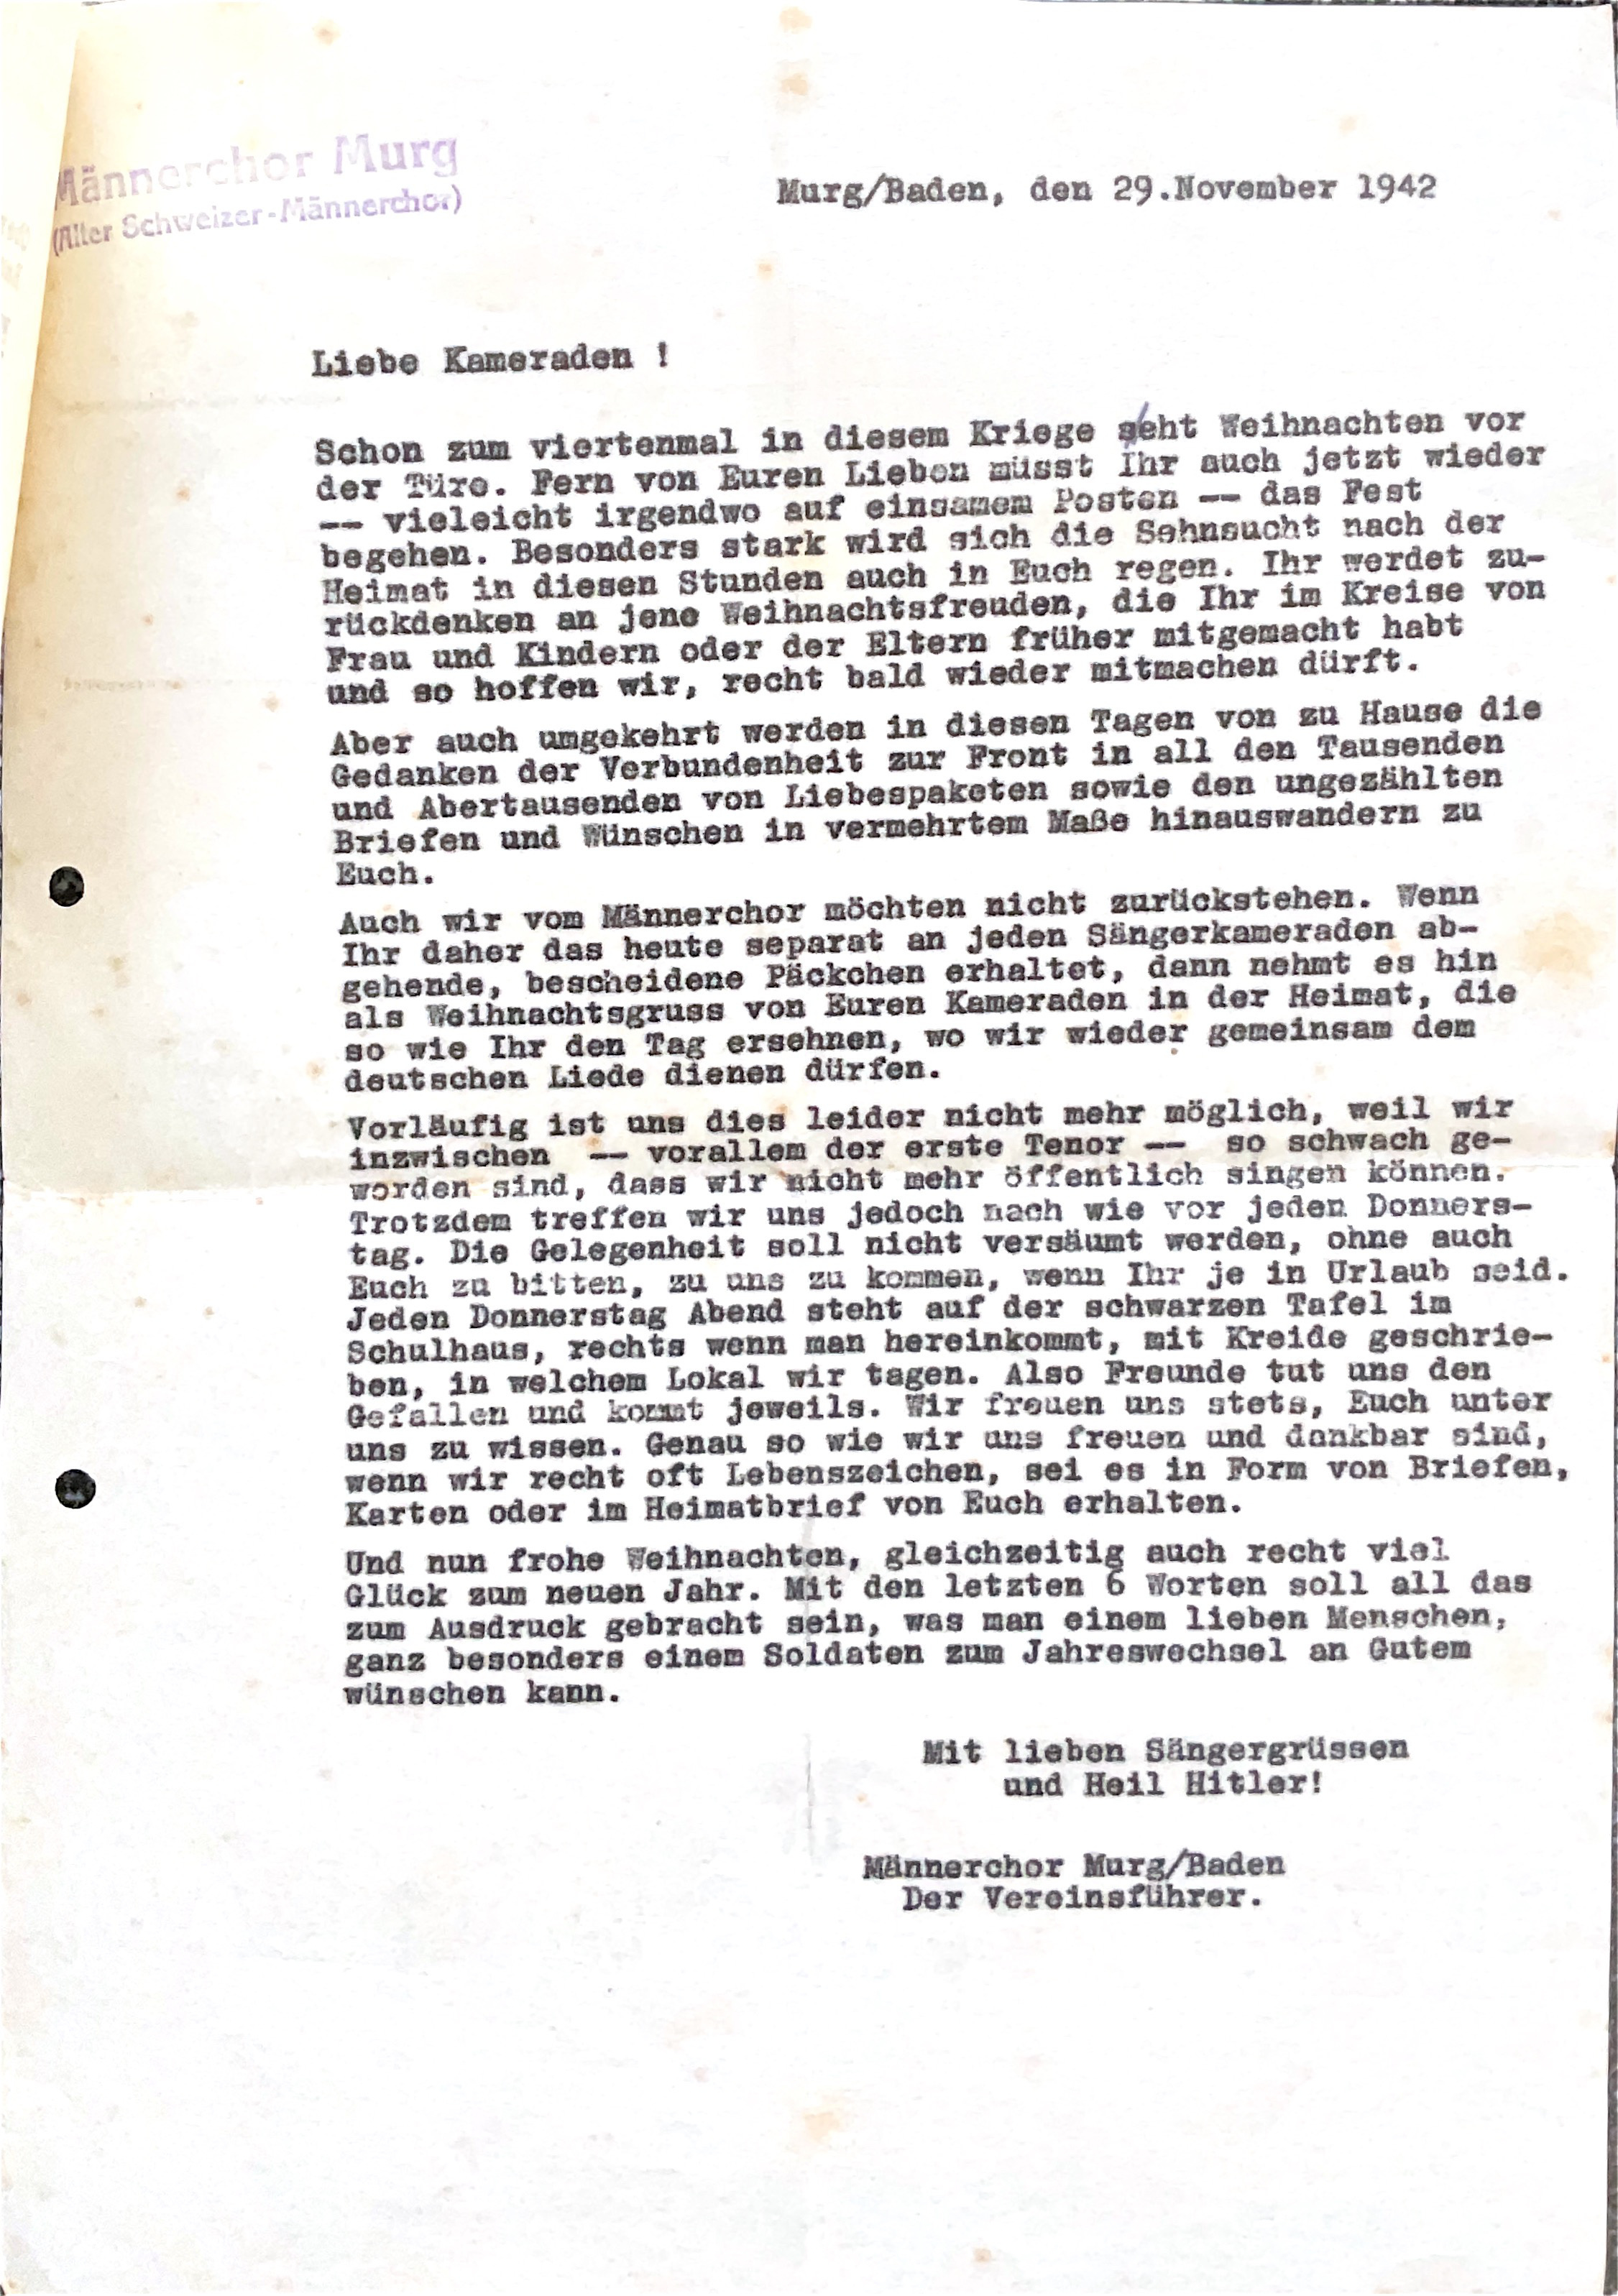 Männerchor Murg
(Alter Schweizer-Männerchor)
Murg/Baden, den 29.November 1942
Liebe Kameraden !
Schon zum viertenmal in diesem Kriege geht Weihnachten vor
der Türe. Fern von Euren Lieben müsst Ihr auch jetzt wieder
-- vieleicht irgendwo auf einsamem Posten -- das Fest
begehen. Besonders stark wird sich die Sehnsucht nach der
Heimat in diesen Stunden auch in Euch regen. Ihr werdet zu-
rückdenken an jene Weihnachtsfreuden, die Ihr im Kreise von
Frau und Kindern oder der Eltern früher mitgemacht habt
und so hoffen wir, recht bald wieder mitmachen dürft.
Aber auch umgekehrt werden in diesen Tagen von zu Hause die
Gedanken der Verbundenheit zur Front in all den Tausenden
und Abertausenden von Liebespaketen sowie den ungezählten
Briefen und Wünschen in vermehrtem Maße hinauswandern zu
Euch.
Auch wir vom Männerchor möchten nicht zurückstehen. Wenn
Ihr daher das heute separat an jeden Sängerkameraden ab-
gehende, bescheidene Päckchen erhaltet, dann nehmt es hin
als Weihnachtsgruss von Euren Kameraden in der Heimat, die
so wie Ihr den Tag ersehnen, wo wir wieder gemeinsam dem
deutschen Liede dienen dürfen.
Vorläufig ist uns dies leider nicht mehr möglich, weil wir
inzwischen -- vorallem der erste Tenor -- so schwach ge-
worden sind, dass wir nicht mehr öffentlich singen können.
Trotzdem treffen wir uns jedoch nach wie vor jeden Donners-
tag. Die Gelegenheit soll nicht versäumt werden, ohne auch
Euch zu bitten, zu uns zu kommen, wenn Ihr je in Urlaub seid.
Jeden Donnerstag Abend steht auf der schwarzen Tafel im
Schulhaus, rechts wenn man hereinkommt, mit Kreide geschrie-
ben, in welchem Lokal wir tagen. Also Freunde tut uns den
Gefallen und kommt jeweils. Wir freuen uns stets, Euch unter
uns zu wissen. Genau so wie wir uns freuen und dankbar sind,
wenn wir recht oft Lebenszeichen, sei es in Form von Briefen,
Karten oder im Heimatbrief von Euch erhalten.
Und nun frohe Weihnachten, gleichzeitig auch recht viel
Glück zum neuen Jahr. Mit den letzten 6 Worten soll all das
zum Ausdruck gebracht sein, was man einem lieben Menschen,
ganz besonders einem Soldaten zum Jahreswechsel an Gutem
wünschen kann.
Mit lieben Sängergrüssen
und Heil Hitler!
Männerchor Murg/Baden
Der Vereinsführer.